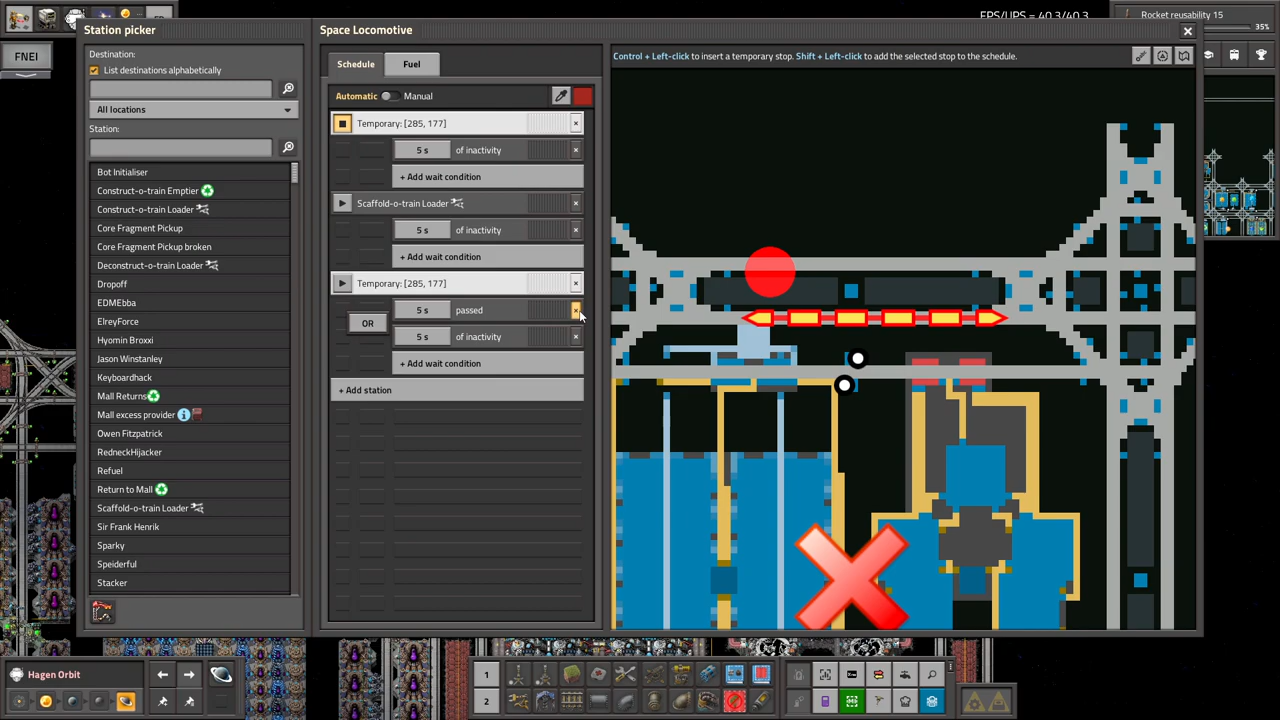 EPS/UPS = 40.3/40.3
Rocket reusability 15
35%
FNEI
Station picker
Destination:
List destinations alphabetically
All locations
Station:
Bot Initialiser
Construct-o-train Emptier
Construct-o-train Loader
Core Fragment Pickup
Core Fragment Pickup broken
Deconstruct-o-train Loader
Dropoff
EDMEbba
ElreyForce
Hyomin Broxxi
Jason Winstanley
Keyboardhack
Mall Returns
Mall excess provider
Owen Fitzpatrick
RedneckHijacker
Refuel
Return to Mall
Scaffold-o-train Loader
Sir Frank Henrik
Sparky
Speiderful
Stacker
Space Locomotive
Schedule
Fuel
Automatic
Manual
Temporary: [285, 177]
5 s of inactivity
+ Add wait condition
Scaffold-o-train Loader
5 s of inactivity
+ Add wait condition
Temporary: [285, 177]
5 s passed
OR
5 s of inactivity
+ Add wait condition
+ Add station
Control + Left-click to insert a temporary stop. Shift + Left-click to add the selected stop to the schedule.
Hagen Orbit
1
2